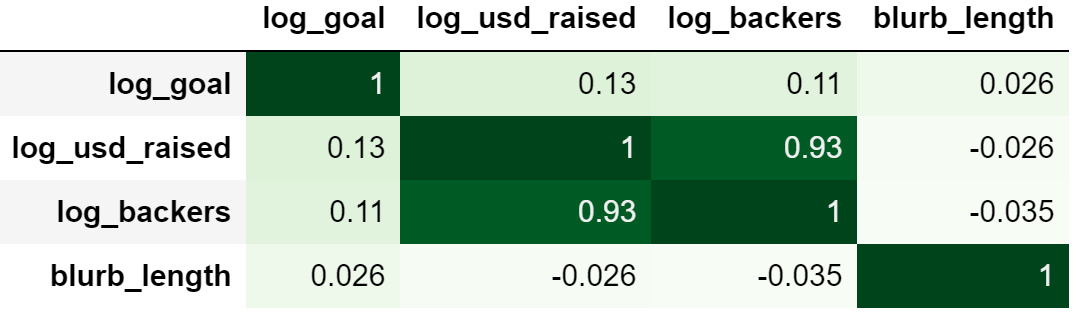 log_goal log_usd_raised log_backers blurb_length
log_goal 1 0.13 0.11 0.026
log_usd_raised 0.13 1 0.93 -0.026
log_backers 0.11 0.93 1 -0.035
blurb_length 0.026 -0.026 -0.035 1